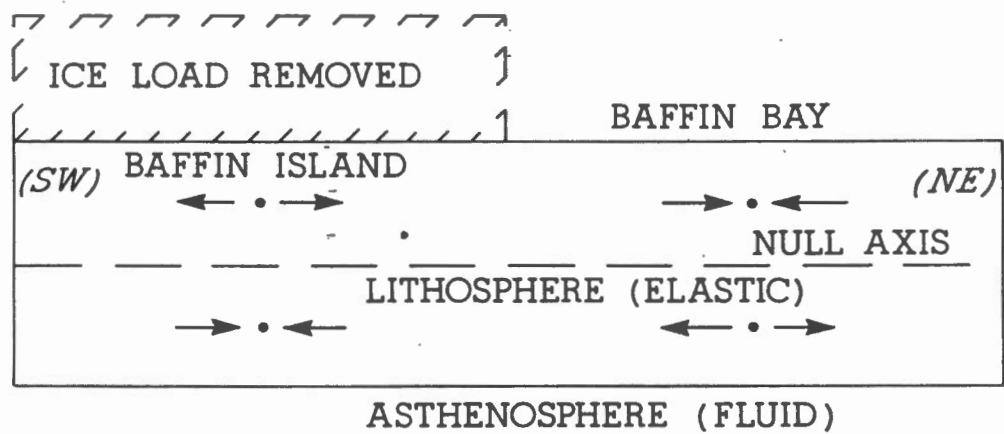 ICE LOAD REMOVED
BAFFIN BAY
(SW) BAFFIN ISLAND (NE)
NULL AXIS
LITHOSPHERE (ELASTIC)
ASTHENOSPHERE (FLUID)